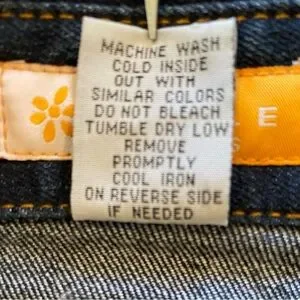 MACHINE WASH
COLD INSIDE
OUT WITH
SIMILAR COLORS
DO NOT BLEACH
TUMBLE DRY LOW
REMOVE
PROMPTLY
COOL IRON
ON REVERSE SIDE
IF NEEDED
E